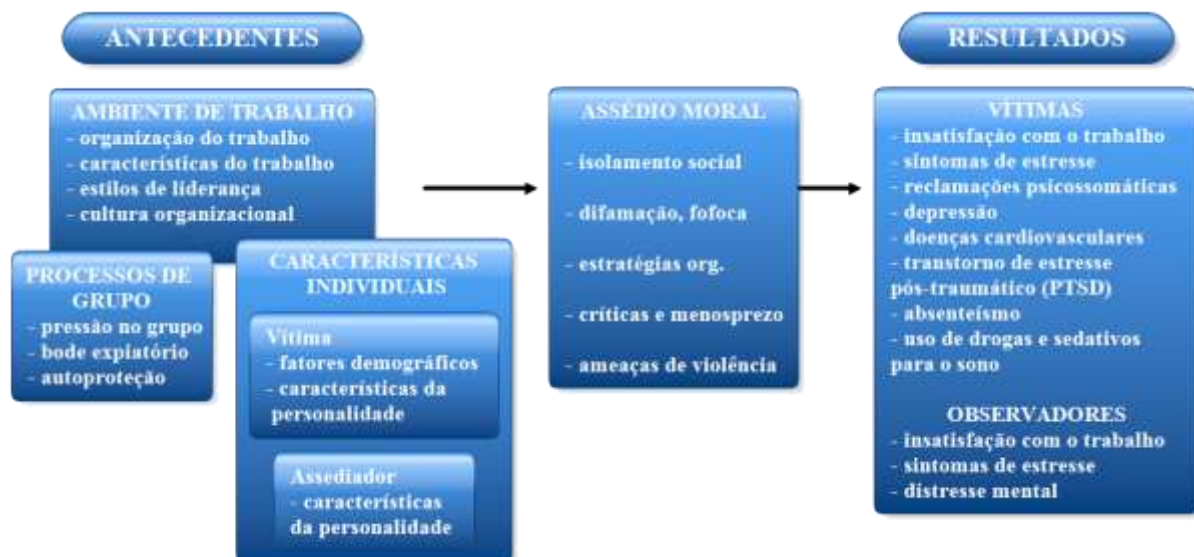 ANTECEDENTES
AMBIENTE DE TRABALHO
- organização do trabalho
- características do trabalho
- estilos de liderança
- cultura organizacional
PROCESSOS DE
GRUPO
- pressão no grupo
- bode expiatório
- autoproteção
CARACTERÍSTICAS
INDIVIDUAIS
Vítima
- fatores demográficos
- características da
personalidade
Assediador
- características
da personalidade
ASSÉDIO MORAL
- isolamento social
- difamação, fofoca
- estratégias org.
- críticas e menosprezo
- ameaças de violência
RESULTADOS
VÍTIMAS
- insatisfação com o trabalho
- sintomas de estresse
- reclamações psicossomáticas
- depressão
- doenças cardiovasculares
- transtorno de estresse
pós-traumático (PTSD)
- absenteísmo
- uso de drogas e sedativos
para o sono
OBSERVADORES
- insatisfação com o trabalho
- sintomas de estresse
- distresse mental